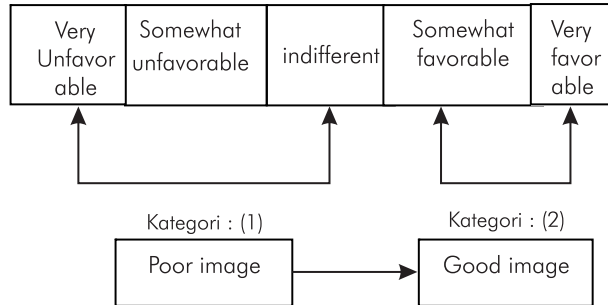 Very
Unfavor
able
Somewhat
unfavorable
indifferent
Somewhat
favorable
Very
favor
able
Kategori : (1)
Kategori : (2)
Poor image
Good image